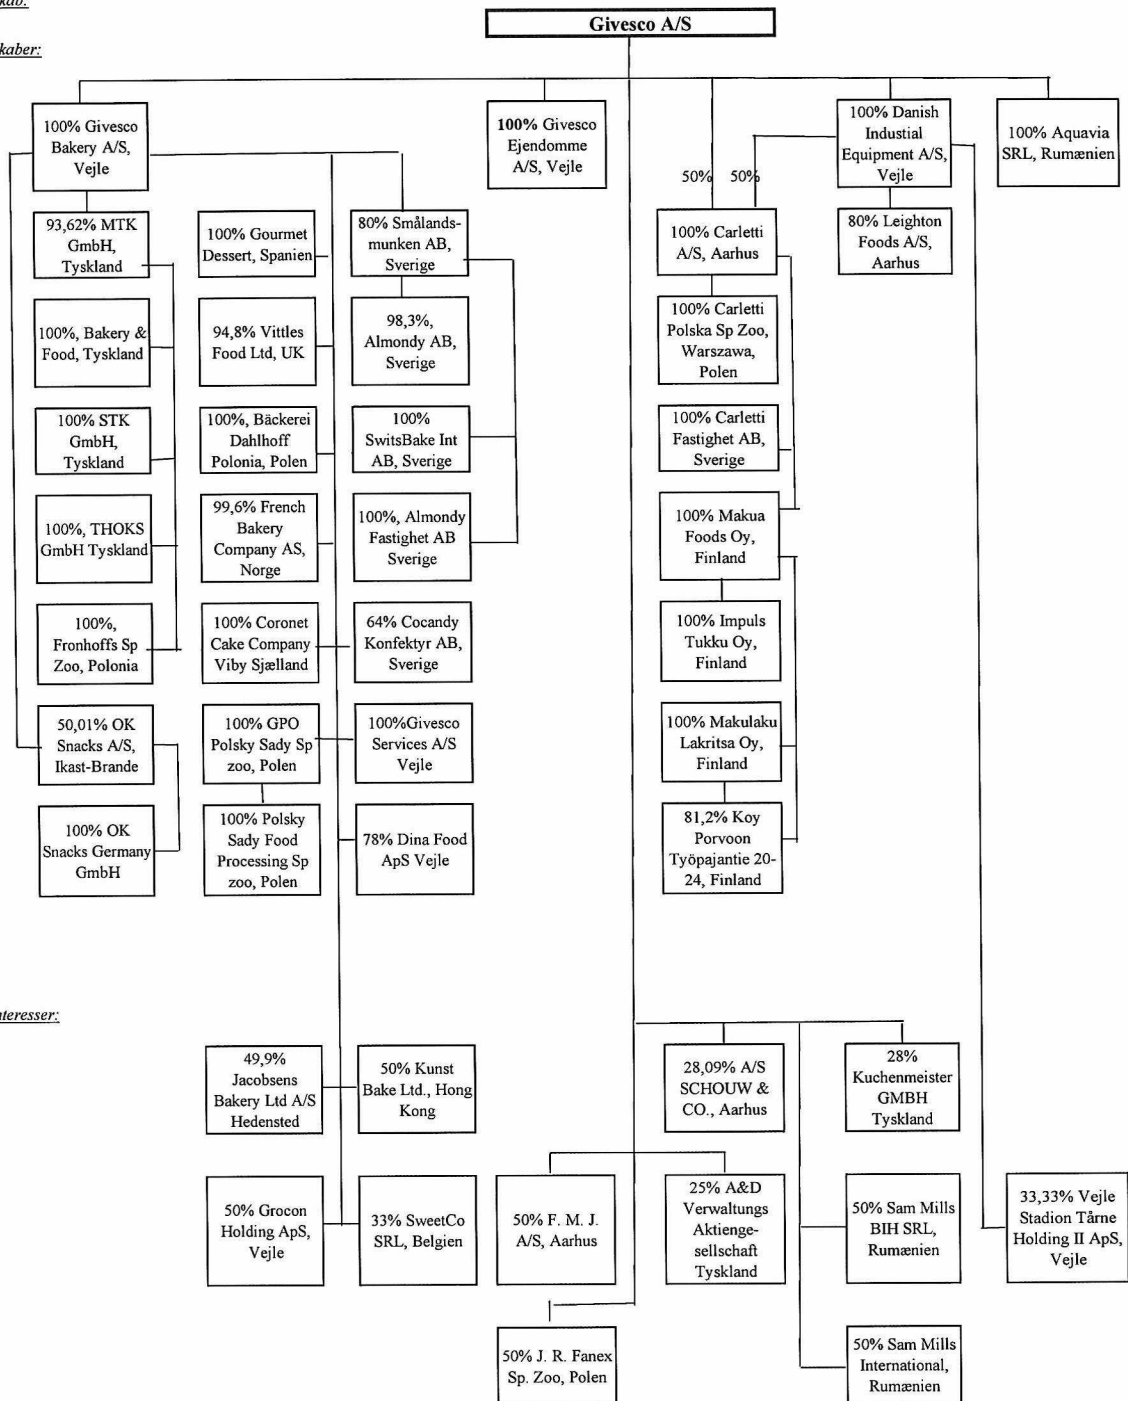 skab:
Givesco A/S
kaber:
100% Givesco
Bakery A/S,
Vejle
100% Givesco
Ejendomme
A/S, Vejle
100% Danish
Industial
Equipment A/S,
Vejle
100% Aquavia
SRL, Rumænien
50%
50%
93,62% MTK
GmbH,
Tyskland
100% Gourmet
Dessert, Spanien
80% Smålands-
munken AB,
Sverige
100% Carletti
A/S, Aarhus
80% Leighton
Foods A/S,
Aarhus
100%, Bakery &
Food, Tyskland
94,8% Vittles
Food Ltd, UK
98,3%,
Almondy AB,
Sverige
100% Carletti
Polska Sp Zoo,
Warszawa,
Polen
100% STK
GmbH,
Tyskland
100%, Bäckerei
Dahlhoff
Polonia, Polen
100%
SwitsBake Int
AB, Sverige
100% Carletti
Fastighet AB,
Sverige
100%, THOKS
GmbH Tyskland
99,6% French
Bakery
Company AS,
Norge
100%, Almondy
Fastighet AB
Sverige
100% Makua
Foods Oy,
Finland
100%,
Fronhoffs Sp
Zoo, Polonia
100% Coronet
Cake Company
Viby Sjælland
64% Cocandy
Konfektyr AB,
Sverige
100% Impuls
Tukku Oy,
Finland
50,01% OK
Snacks A/S,
Ikast-Brande
100% GPO
Polsky Sady Sp
zoo, Polen
100%Givesco
Services A/S
Vejle
100% Makulaku
Lakritsa Oy,
Finland
100% OK
Snacks Germany
GmbH
100% Polsky
Sady Food
Processing Sp
zoo, Polen
78% Dina Food
ApS Vejle
81,2% Koy
Porvoon
Työpajantie 20-
24, Finland
nteresser:
49,9%
Jacobsens
Bakery Ltd A/S
Hedensted
50% Kunst
Bake Ltd., Hong
Kong
28,09% A/S
SCHOUW &
CO., Aarhus
28%
Kuchenmeister
GMBH
Tyskland
50% Grocon
Holding ApS,
Vejle
33% SweetCo
SRL, Belgien
50% F. M. J.
A/S, Aarhus
25% A&D
Verwaltungs
Aktienge-
sellschaft
Tyskland
50% Sam Mills
BIH SRL,
Rumænien
33,33% Vejle
Stadion Tårne
Holding II ApS,
Vejle
50% J. R. Fanex
Sp. Zoo, Polen
50% Sam Mills
International,
Rumænien